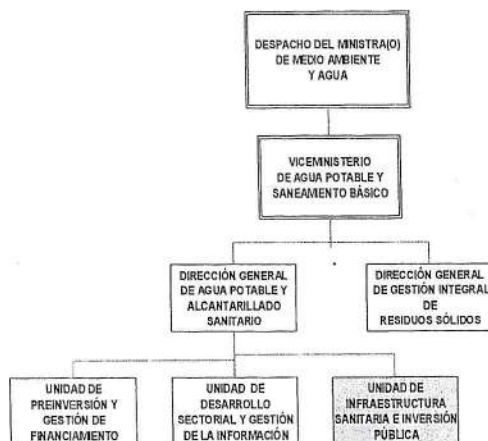 DESPACHO DEL MINISTRA(O)
DE MEDIO AMBIENTE
Y AGUA
VICEMINISTERIO
DE AGUA POTABLE Y
SANEAMIENTO BÁSICO
DIRECCIÓN GENERAL
DE AGUA POTABLE Y
ALCANTARILLADO
SANITARIO
DIRECCIÓN GENERAL
DE GESTIÓN INTEGRAL
DE
RESIDUOS SÓLIDOS
UNIDAD DE
PREINVERSIÓN Y
GESTIÓN DE
FINANCIAMIENTO
UNIDAD DE
DESARROLLO
SECTORIAL Y GESTIÓN
DE LA INFORMACIÓN
UNIDAD DE
INFRAESTRUCTURA
SANITARIA E INVERSIÓN
PÚBLICA